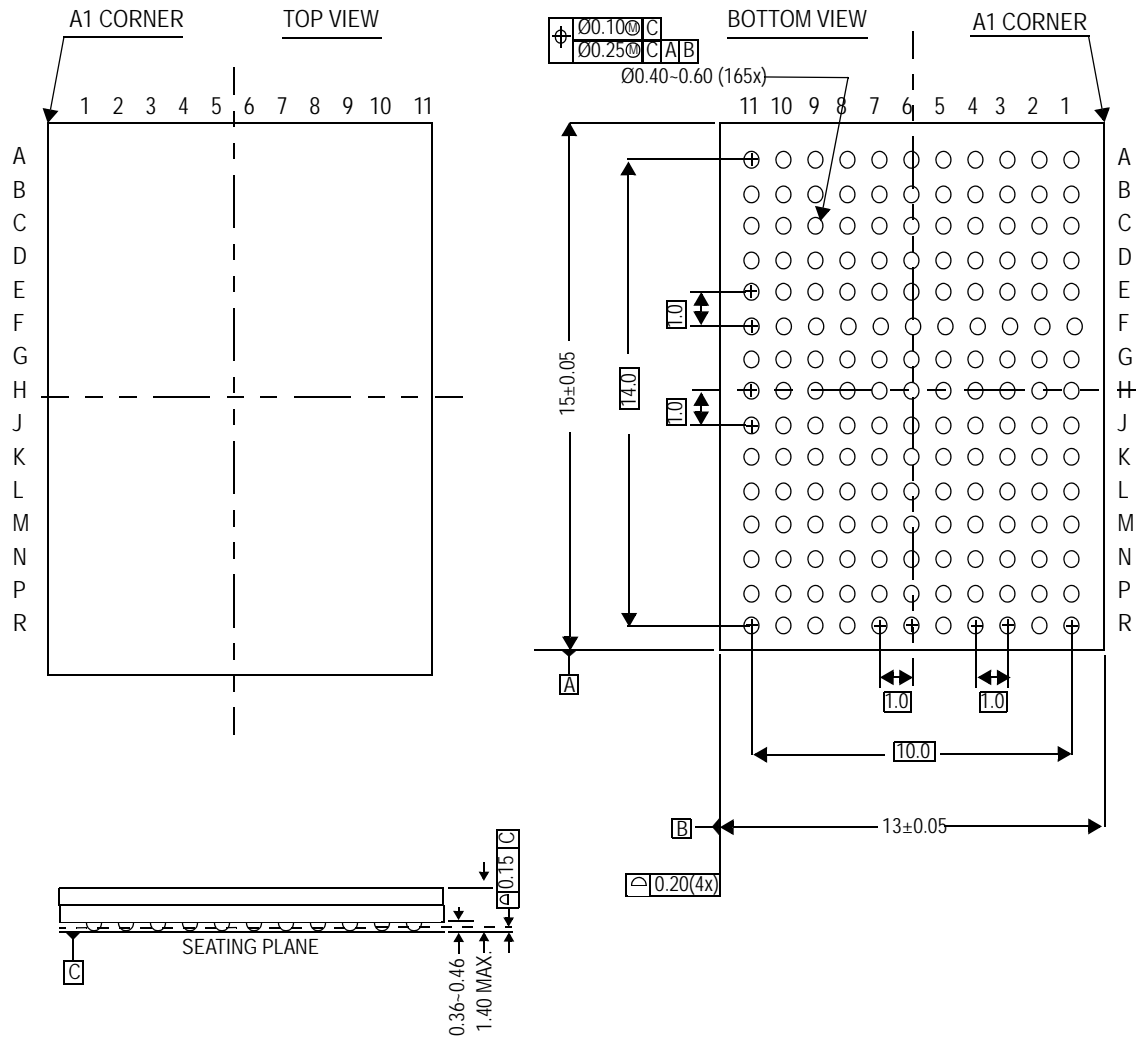 A1 CORNER TOP VIEW
1 2 3 4 5 6 7 8 9 10 11
A
B
C
D
E
F
G
H
J
K
L
M
N
P
R
Ø0.10Ⓜ C
Ø0.25Ⓜ C A B
Ø0.40~0.60 (165x)
BOTTOM VIEW A1 CORNER
11 10 9 8 7 6 5 4 3 2 1
A
B
C
D
E
F
G
H
J
K
L
M
N
P
R
15±0.05
14.0
1.0
1.0
A
1.0 1.0
10.0
B 13±0.05
0.20(4x)
0.15 C
SEATING PLANE
C
0.36~0.46
1.40 MAX.